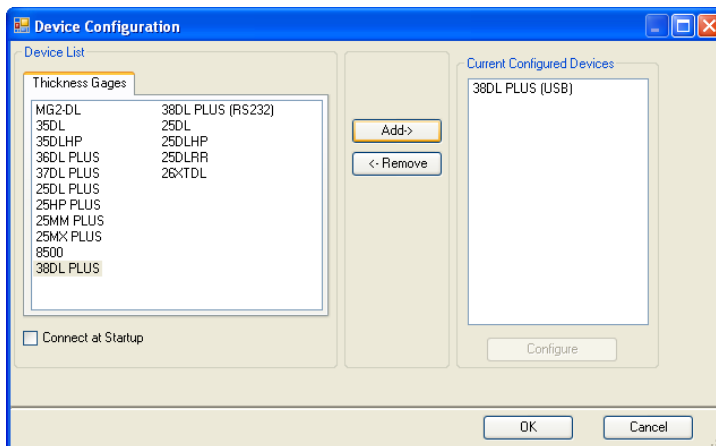 Device Configuration
Device List
Thickness Gages
MG2-DL
35DL
35DLHP
36DL PLUS
37DL PLUS
25DL PLUS
25HP PLUS
25MM PLUS
25MX PLUS
8500
38DL PLUS
38DL PLUS (RS232)
25DL
25DLHP
25DLRR
26XTDL
Connect at Startup
Add->
<- Remove
Current Configured Devices
38DL PLUS (USB)
Configure
OK
Cancel